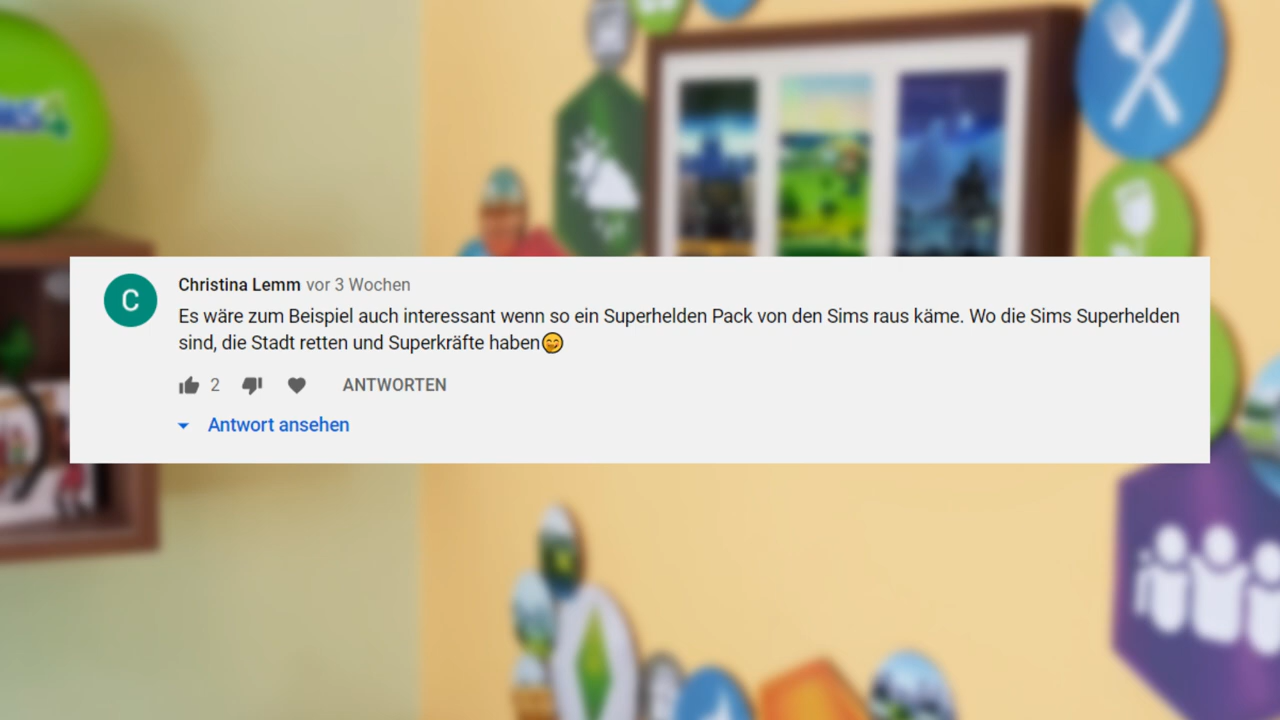 C
Christina Lemm vor 3 Wochen
Es wäre zum Beispiel auch interessant wenn so ein Superhelden Pack von den Sims raus käme. Wo die Sims Superhelden
sind, die Stadt retten und Superkräfte haben😋
2 ANTWORTEN
Antwort ansehen